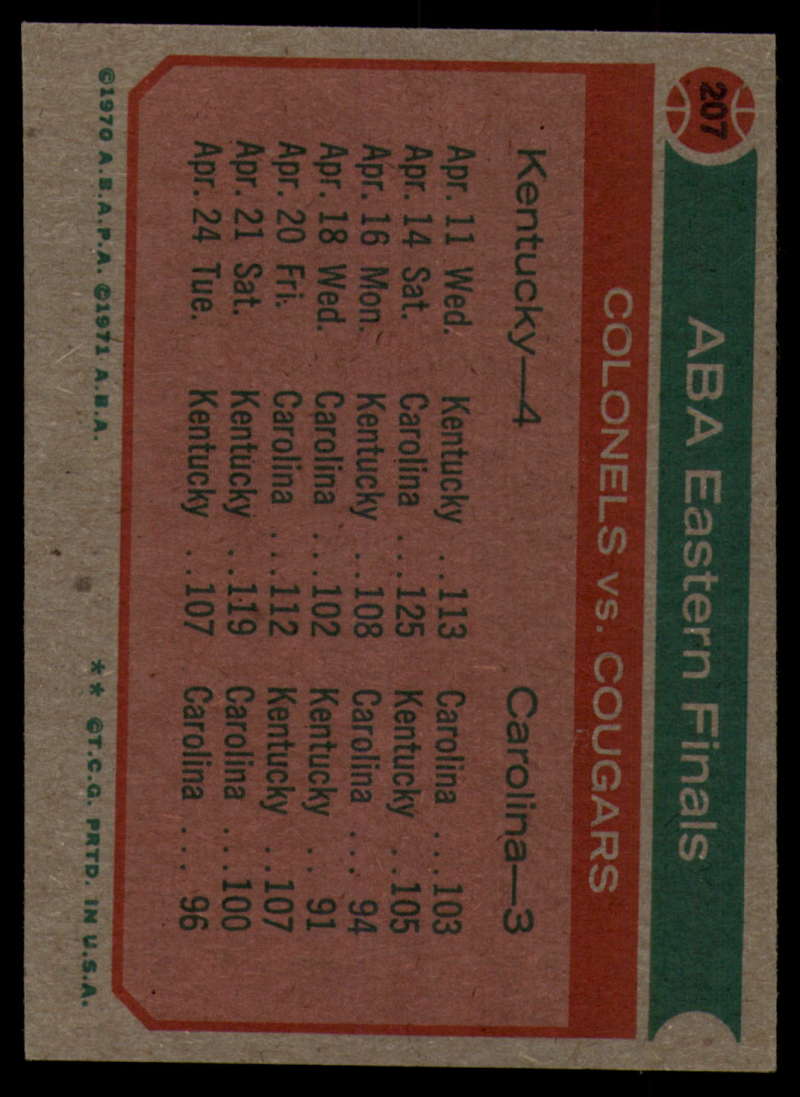 207
ABA Eastern Finals
COLONELS vs. COUGARS
Kentucky—4 Carolina—3
Apr. 11 Wed. Kentucky ..113 Carolina ...103
Apr. 14 Sat. Carolina ...125 Kentucky ..105
Apr. 16 Mon. Kentucky ..108 Carolina ... 94
Apr. 18 Wed. Carolina ...102 Kentucky .. 91
Apr. 20 Fri. Carolina ...112 Kentucky ..107
Apr. 21 Sat. Kentucky ..119 Carolina ...100
Apr. 24 Tue. Kentucky ..107 Carolina ... 96
©1970 A.B.A.P.A. ©1971 A.B.A. ** ©T.C.G. PRTD. IN U.S.A.